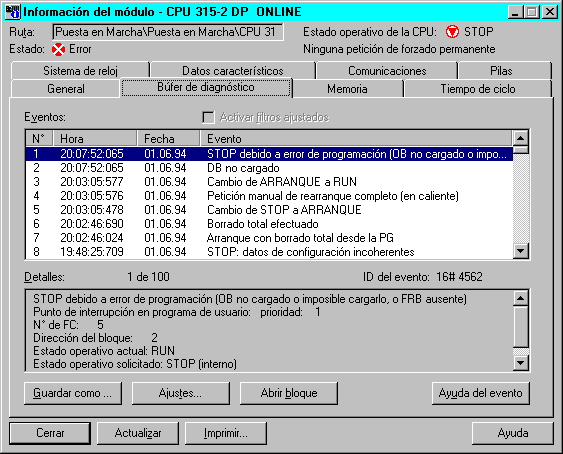 Información del módulo - CPU 315-2 DP  ONLINE
Ruta: Puesta en Marcha\Puesta en Marcha\CPU 31 Estado operativo de la CPU: STOP
Estado: Error Ninguna petición de forzado permanente
Sistema de reloj Datos característicos Comunicaciones Pilas
General Búfer de diagnóstico Memoria Tiempo de ciclo
Eventos: Activar filtros ajustados
N° Hora Fecha Evento
1 20:07:52:065 01.06.94 STOP debido a error de programación (OB no cargado o impo...
2 20:07:52:065 01.06.94 DB no cargado
3 20:03:05:577 01.06.94 Cambio de ARRANQUE a RUN
4 20:03:05:576 01.06.94 Petición manual de rearranque completo (en caliente)
5 20:03:05:478 01.06.94 Cambio de STOP a ARRANQUE
6 20:02:46:690 01.06.94 Borrado total efectuado
7 20:02:46:024 01.06.94 Arranque con borrado total desde la PG
8 19:48:25:709 01.06.94 STOP: datos de configuración incoherentes
Detalles: 1 de 100 ID del evento: 16# 4562
STOP debido a error de programación (OB no cargado o imposible cargarlo, o FRB ausente)
Punto de interrupción en programa de usuario: prioridad: 1
N° de FC: 5
Dirección del bloque: 2
Estado operativo actual: RUN
Estado operativo solicitado: STOP (interno)
Guardar como ... Ajustes... Abrir bloque Ayuda del evento
Cerrar Actualizar Imprimir... Ayuda